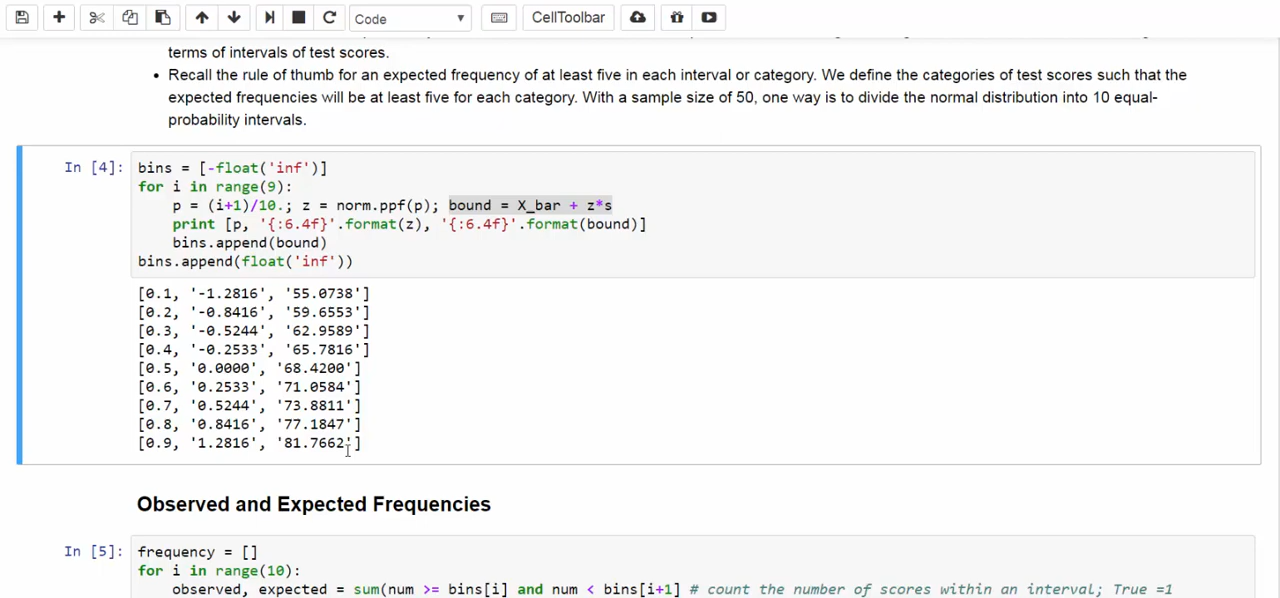 Code
CellToolbar
terms of intervals of test scores.
• Recall the rule of thumb for an expected frequency of at least five in each interval or category. We define the categories of test scores such that the
expected frequencies will be at least five for each category. With a sample size of 50, one way is to divide the normal distribution into 10 equal-
probability intervals.
In [4]:
bins = [-float('inf')]
for i in range(9):
    p = (i+1)/10.; z = norm.ppf(p); bound = X_bar + z*s
    print [p, '{:6.4f}'.format(z), '{:6.4f}'.format(bound)]
    bins.append(bound)
bins.append(float('inf'))
[0.1, '-1.2816', '55.0738']
[0.2, '-0.8416', '59.6553']
[0.3, '-0.5244', '62.9589']
[0.4, '-0.2533', '65.7816']
[0.5, '0.0000', '68.4200']
[0.6, '0.2533', '71.0584']
[0.7, '0.5244', '73.8811']
[0.8, '0.8416', '77.1847']
[0.9, '1.2816', '81.7662']
Observed and Expected Frequencies
In [5]:
frequency = []
for i in range(10):
    observed, expected = sum(num >= bins[i] and num < bins[i+1] # count the number of scores within an interval; True =1